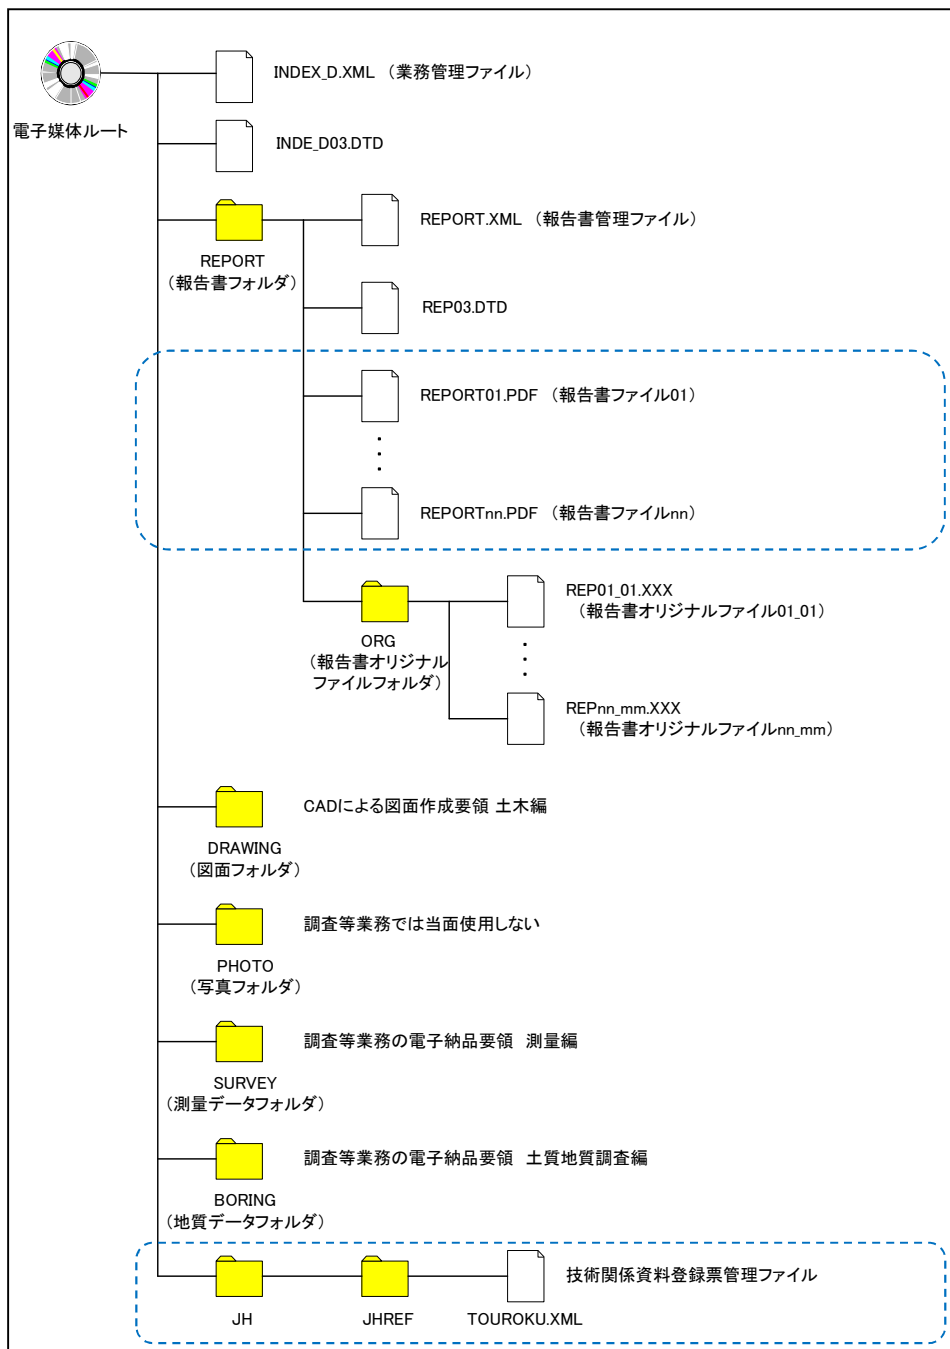 電子媒体ルート
INDEX_D.XML （業務管理ファイル）
INDE_D03.DTD
REPORT
（報告書フォルダ）
REPORT.XML （報告書管理ファイル）
REP03.DTD
REPORT01.PDF （報告書ファイル01）
・
・
・
REPORTnn.PDF （報告書ファイルnn）
ORG
（報告書オリジナル
ファイルフォルダ）
REP01_01.XXX
（報告書オリジナルファイル01_01）
・
・
・
REPnn_mm.XXX
（報告書オリジナルファイルnn_mm）
DRAWING
（図面フォルダ）
CADによる図面作成要領 土木編
PHOTO
（写真フォルダ）
調査等業務では当面使用しない
SURVEY
（測量データフォルダ）
調査等業務の電子納品要領　測量編
BORING
（地質データフォルダ）
調査等業務の電子納品要領　土質地質調査編
JH
JHREF
TOUROKU.XML
技術関係資料登録票管理ファイル